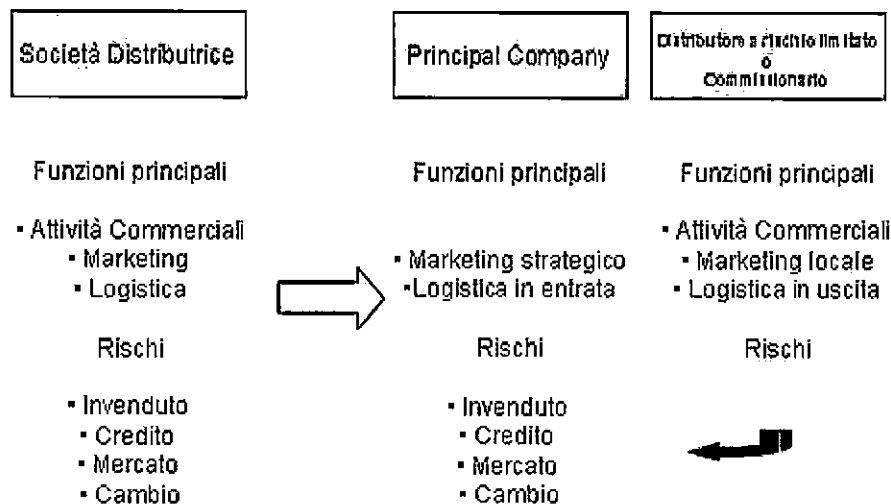 Società Distributrice
Funzioni principali
▪ Attività Commerciali
▪ Marketing
▪ Logistica
Rischi
▪ Invenduto
▪ Credito
▪ Mercato
▪ Cambio
Principal Company
Funzioni principali
▪ Marketing strategico
▪Logistica in entrata
Rischi
▪ Invenduto
▪ Credito
▪ Mercato
▪ Cambio
Distributore a rischio limitato
o
Commissionario
Funzioni principali
▪ Attività Commerciali
▪ Marketing locale
▪ Logistica in uscita
Rischi